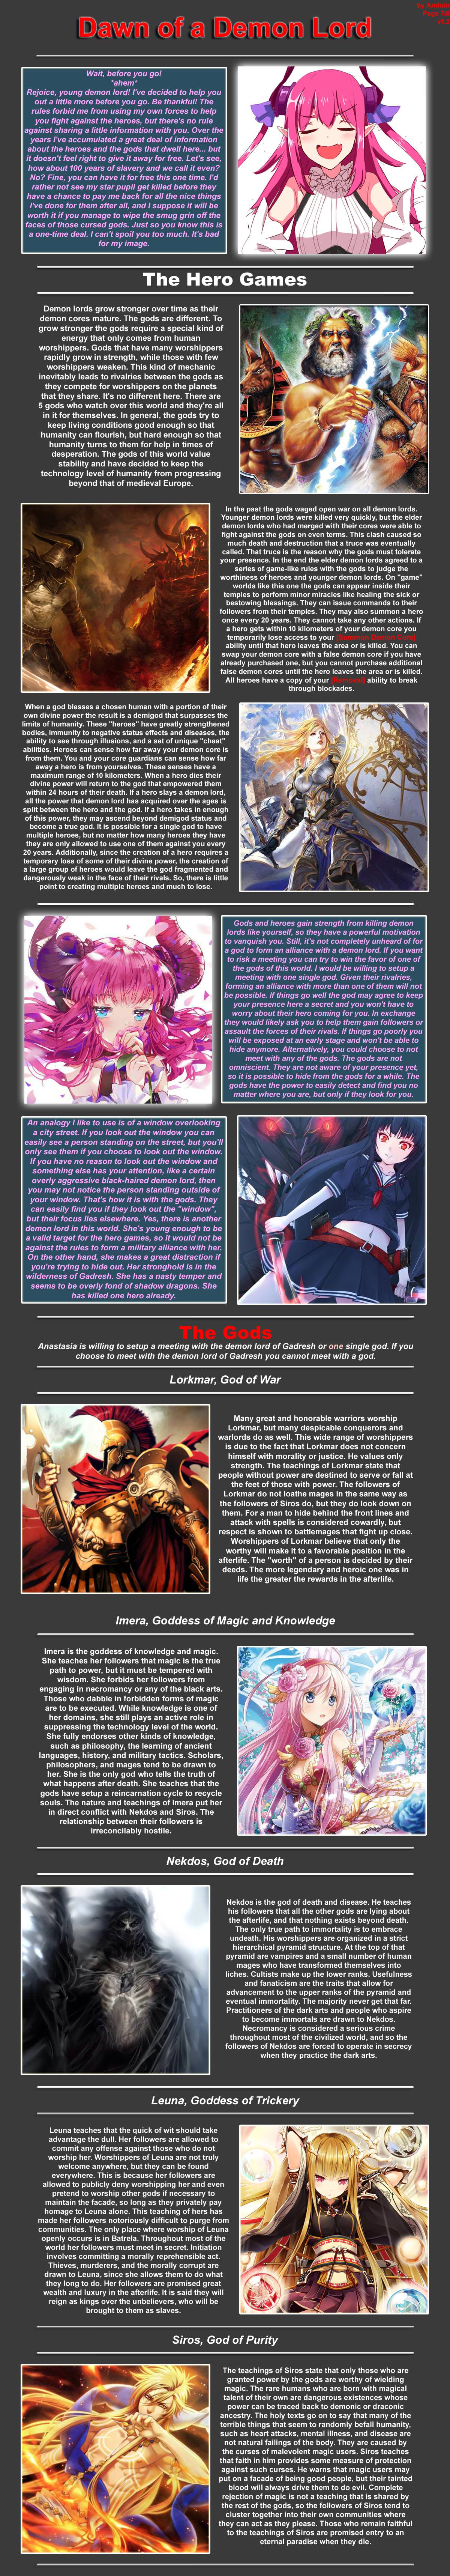 by Andain
Dawn of a Demon Lord
Wait, before you go!
*ahem*
Rejoice, young demon lord! I've decided to help you
out a little more before you go. Be thankful! The
rules forbid me from using my own forces to help
you fight against the heroes, but there's no rule
against sharing a little information with you. Over the
years I've accumulated a great deal of information
about the heroes and the gods that dwell here... but
it doesn't feel right to give it away for free. Let's see,
how about 100 years of slavery and we call it even?
No? Fine, you can have it for free this one time. I'd
rather not see my star pupil get killed before they
have a chance to pay me back for all the nice things
I've done for them after all, and I suppose it will be
worth it if you manage to wipe the smug grin off the
faces of those cursed gods. Just so you know this is
a one-time deal. I can't spoil you too much. It's bad
for my image.
The Hero Games
Demon lords grow stronger over time as their
demon cores mature. The gods are different. To
grow stronger the gods require a special kind of
energy that only comes from human
worshippers. Gods that have many worshippers
rapidly grow in strength, while those with few
worshippers weaken. This kind of mechanic
inevitably leads to rivalries between the gods as
they compete for worshippers on the planets
that they share. It's no different here. There are
5 gods who watch over this world and they're all
in it for themselves. In general, the gods try to
keep living conditions good enough so that
humanity can flourish, but hard enough so that
humanity turns to them for help in times of
desperation. The gods of this world value
stability and have decided to keep the
technology level of humanity from progressing
beyond that of medieval Europe.
In the past the gods waged open war on all demon lords.
Younger demon lords were killed very quickly, but the elder
demon lords who had merged with their cores were able to
fight against the gods on even terms. This clash caused so
much death and destruction that a truce was eventually
called. That truce is the reason why the gods must tolerate
your presence. In the end the elder demon lords agreed to a
series of game-like rules with the gods to judge the
worthiness of heroes and younger demon lords. On "game"
worlds like this one the gods can appear inside their
temples to perform minor miracles like healing the sick or
bestowing blessings. They can issue commands to their
followers from their temples. They may also summon a hero
once every 20 years. They cannot take any other actions. If
a hero gets within 10 kilometers of your demon core you
temporarily lose access to your [Summon Demon Core]
ability until that hero leaves the area or is killed. You can
swap your demon core with a false demon core if you have
already purchased one, but you cannot purchase additional
false demon cores until the hero leaves the area or is killed.
All heroes have a copy of your [Removal] ability to break
through blockades.
When a god blesses a chosen human with a portion of their
own divine power the result is a demigod that surpasses the
limits of humanity. These "heroes" have greatly strengthened
bodies, immunity to negative status effects and diseases, the
ability to see through illusions, and a set of unique "cheat"
abilities. Heroes can sense how far away your demon core is
from them. You and your core guardians can sense how far
away a hero is from yourselves. These senses have a
maximum range of 10 kilometers. When a hero dies their
divine power will return to the god that empowered them
within 24 hours of their death. If a hero slays a demon lord,
all the power that demon lord has acquired over the ages is
split between the hero and the god. If a hero takes in enough
of this power, they may ascend beyond demigod status and
become a true god. It is possible for a single god to have
multiple heroes, but no matter how many heroes they have
they are only allowed to use one of them against you every
20 years. Additionally, since the creation of a hero requires a
temporary loss of some of their divine power, the creation of
a large group of heroes would leave the god fragmented and
dangerously weak in the face of their rivals. So, there is little
point to creating multiple heroes and much to lose.
Gods and heroes gain strength from killing demon
lords like yourself, so they have a powerful motivation
to vanquish you. Still, it's not completely unheard of for
a god to form an alliance with a demon lord. If you want
to risk a meeting you can try to win the favor of one of
the gods of this world. I would be willing to setup a
meeting with one single god. Given their rivalries,
forming an alliance with more than one of them will not
be possible. If things go well the god may agree to keep
your presence here a secret and you won't have to
worry about their hero coming for you. In exchange
they would likely ask you to help them gain followers or
assault the forces of their rivals. If things go poorly you
will be exposed at an early stage and won't be able to
hide anymore. Alternatively, you could choose to not
meet with any of the gods. The gods are not
omniscient. They are not aware of your presence yet,
so it is possible to hide from the gods for a while. The
gods have the power to easily detect and find you no
matter where you are, but only if they look for you.
An analogy I like to use is of a window overlooking
a city street. If you look out the window you can
easily see a person standing on the street, but you'll
only see them if you choose to look out the window.
If you have no reason to look out the window and
something else has your attention, like a certain
overly aggressive black-haired demon lord, then
you may not notice the person standing outside of
your window. That's how it is with the gods. They
can easily find you if they look out the "window",
but their focus lies elsewhere. Yes, there is another
demon lord in this world. She's young enough to be
a valid target for the hero games, so it would not be
against the rules to form a military alliance with her.
On the other hand, she makes a great distraction if
you're trying to hide out. Her stronghold is in the
wilderness of Gadresh. She has a nasty temper and
seems to be overly fond of shadow dragons. She
has killed one hero already.
The Gods
Anastasia is willing to setup a meeting with the demon lord of Gadresh or one single god. If you
choose to meet with the demon lord of Gadresh you cannot meet with a god.
Lorkmar, God of War
Many great and honorable warriors worship
Lorkmar, but many despicable conquerors and
warlords do as well. This wide range of worshippers
is due to the fact that Lorkmar does not concern
himself with morality or justice. He values only
strength. The teachings of Lorkmar state that
people without power are destined to serve or fall at
the feet of those with power. The followers of
Lorkmar do not loathe mages in the same way as
the followers of Siros do, but they do look down on
them. For a man to hide behind the front lines and
attack with spells is considered cowardly, but
respect is shown to battlemages that fight up close.
Worshippers of Lorkmar believe that only the
worthy will make it to a favorable position in the
afterlife. The "worth" of a person is decided by their
deeds. The more legendary and heroic one was in
life the greater the rewards in the afterlife.
Imera, Goddess of Magic and Knowledge
Imera is the goddess of knowledge and magic.
She teaches her followers that magic is the true
path to power, but it must be tempered with
wisdom. She forbids her followers from
engaging in necromancy or any of the black arts.
Those who dabble in forbidden forms of magic
are to be executed. While knowledge is one of
her domains, she still plays an active role in
suppressing the technology level of the world.
She fully endorses other kinds of knowledge,
such as philosophy, the learning of ancient
languages, history, and military tactics. Scholars,
philosophers, and mages tend to be drawn to
her. She is the only god who tells the truth of
what happens after death. She teaches that the
gods have setup a reincarnation cycle to recycle
souls. The nature and teachings of Imera put her
in direct conflict with Nekdos and Siros. The
relationship between their followers is
irreconcilably hostile.
Nekdos, God of Death
Nekdos is the god of death and disease. He teaches
his followers that all the other gods are lying about
the afterlife, and that nothing exists beyond death.
The only true path to immortality is to embrace
undeath. His worshippers are organized in a strict
hierarchical pyramid structure. At the top of that
pyramid are vampires and a small number of human
mages who have transformed themselves into
liches. Cultists make up the lower ranks. Usefulness
and fanaticism are the traits that allow for
advancement to the upper ranks of the pyramid and
eventual immortality. The majority never get that far.
Practitioners of the dark arts and people who aspire
to become immortals are drawn to Nekdos.
Necromancy is considered a serious crime
throughout most of the civilized world, and so the
followers of Nekdos are forced to operate in secrecy
when they practice the dark arts.
Leuna, Goddess of Trickery
Leuna teaches that the quick of wit should take
advantage the dull. Her followers are allowed to
commit any offense against those who do not
worship her. Worshippers of Leuna are not truly
welcome anywhere, but they can be found
everywhere. This is because her followers are
allowed to publicly deny worshipping her and even
pretend to worship other gods if necessary to
maintain the facade, so long as they privately pay
homage to Leuna alone. This teaching of hers has
made her followers notoriously difficult to purge from
communities. The only place where worship of Leuna
openly occurs is in Batrela. Throughout most of the
world her followers must meet in secret. Initiation
involves committing a morally reprehensible act.
Thieves, murderers, and the morally corrupt are
drawn to Leuna, since she allows them to do what
they long to do. Her followers are promised great
wealth and luxury in the afterlife. It is said they will
reign as kings over the unbelievers, who will be
brought to them as slaves.
Siros, God of Purity
The teachings of Siros state that only those who are
granted power by the gods are worthy of wielding
magic. The rare humans who are born with magical
talent of their own are dangerous existences whose
power can be traced back to demonic or draconic
ancestry. The holy texts go on to say that many of the
terrible things that seem to randomly befall humanity,
such as heart attacks, mental illness, and disease are
not natural failings of the body. They are caused by
the curses of malevolent magic users. Siros teaches
that faith in him provides some measure of protection
against such curses. He warns that magic users may
put on a facade of being good people, but their tainted
blood will always drive them to do evil. Complete
rejection of magic is not a teaching that is shared by
the rest of the gods, so the followers of Siros tend to
cluster together into their own communities where
they can act as they please. Those who remain faithful
to the teachings of Siros are promised entry to an
eternal paradise when they die.